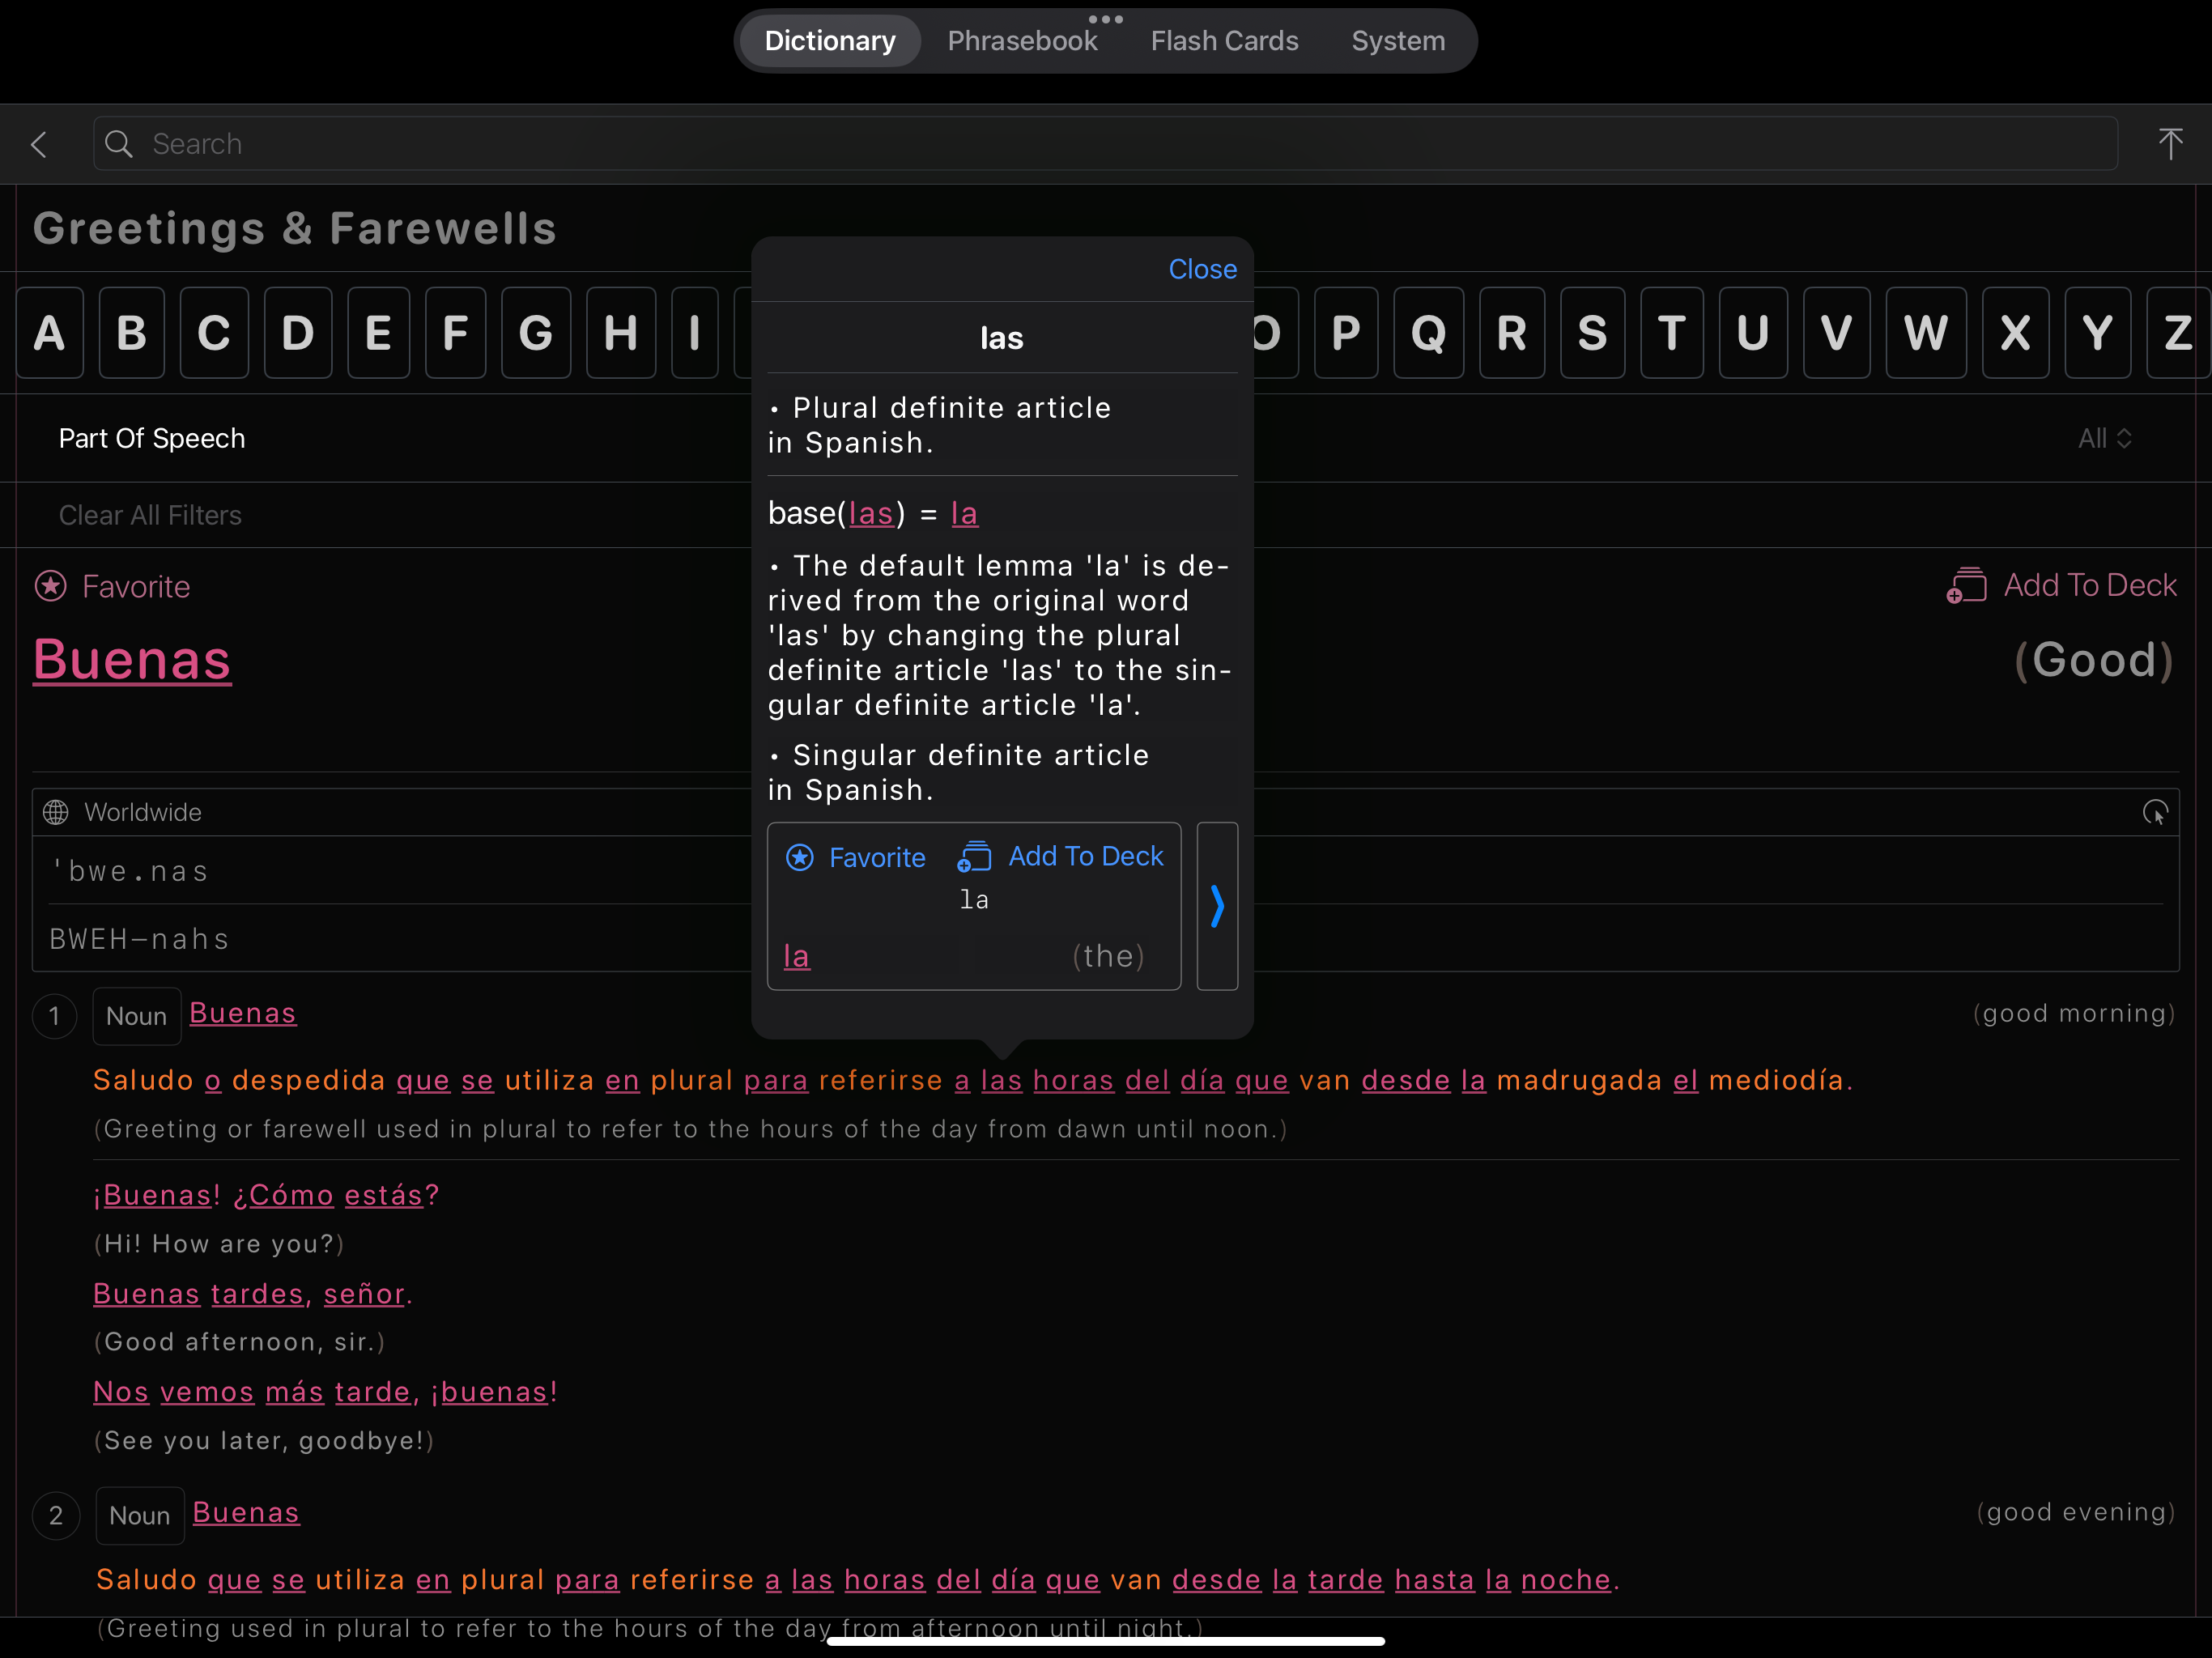 Dictionary Phrasebook Flash Cards System
Search
Greetings & Farewells
A B C D E F G H I O P Q R S T U V W X Y Z
Part Of Speech All
Clear All Filters
Favorite Add To Deck
Buenas (Good)
Worldwide
'bwe.nas
BWEH–nahs
Close
las
• Plural definite article
in Spanish.
base(las) = la
• The default lemma 'la' is de-
rived from the original word
'las' by changing the plural
definite article 'las' to the sin-
gular definite article 'la'.
• Singular definite article
in Spanish.
Favorite Add To Deck
la
la (the)
1 Noun Buenas (good morning)
Saludo o despedida que se utiliza en plural para referirse a las horas del día que van desde la madrugada el mediodía.
(Greeting or farewell used in plural to refer to the hours of the day from dawn until noon.)
¡Buenas! ¿Cómo estás?
(Hi! How are you?)
Buenas tardes, señor.
(Good afternoon, sir.)
Nos vemos más tarde, ¡buenas!
(See you later, goodbye!)
2 Noun Buenas (good evening)
Saludo que se utiliza en plural para referirse a las horas del día que van desde la tarde hasta la noche.
(Greeting used in plural to refer to the hours of the day from afternoon until night.)